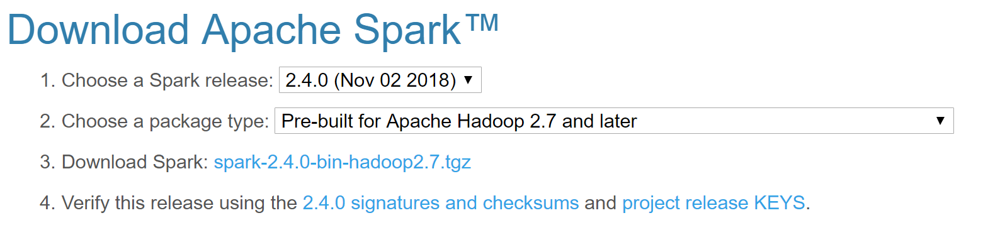 Download Apache Spark™
1. Choose a Spark release: 2.4.0 (Nov 02 2018) ▼
2. Choose a package type: Pre-built for Apache Hadoop 2.7 and later ▼
3. Download Spark: spark-2.4.0-bin-hadoop2.7.tgz
4. Verify this release using the 2.4.0 signatures and checksums and project release KEYS.